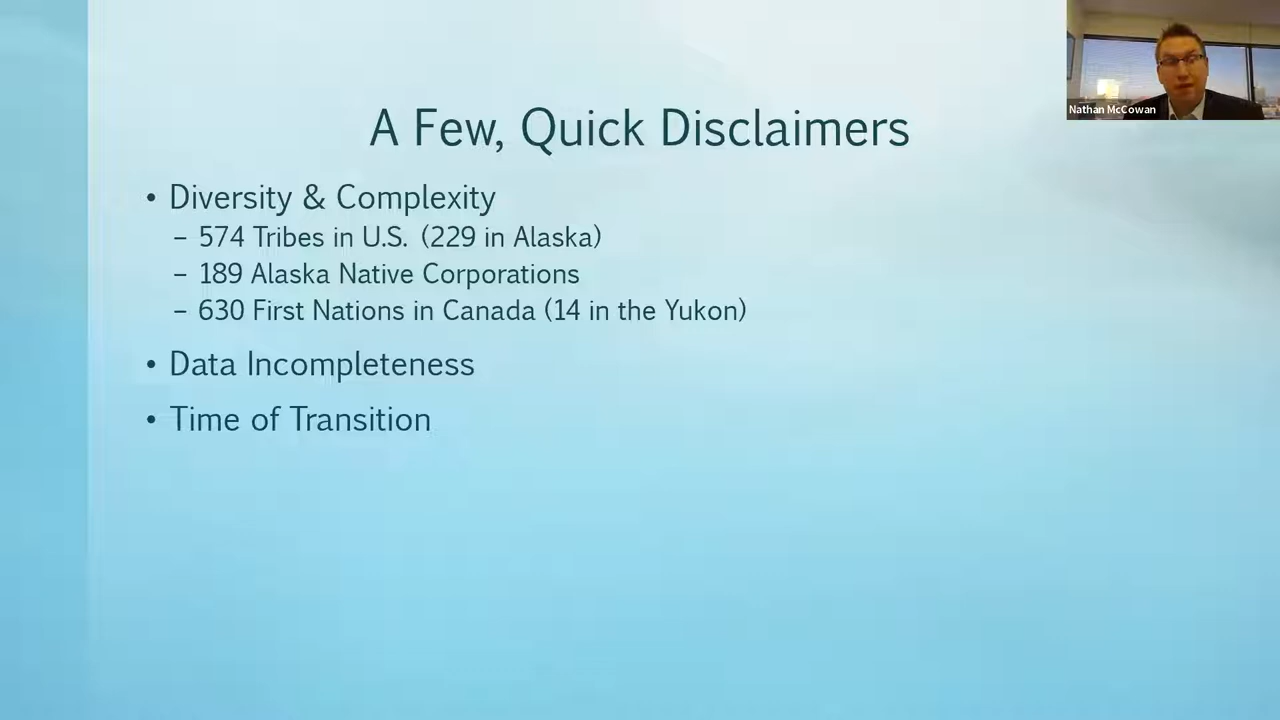 Nathan McCowan
A Few, Quick Disclaimers
• Diversity & Complexity
– 574 Tribes in U.S. (229 in Alaska)
– 189 Alaska Native Corporations
– 630 First Nations in Canada (14 in the Yukon)
• Data Incompleteness
• Time of Transition